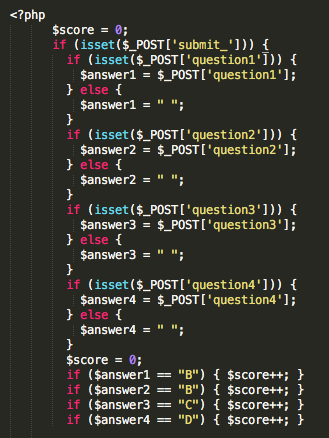 <?php
$score = 0;
if (isset($_POST['submit_'])) {
if (isset($_POST['question1'])) {
$answer1 = $_POST['question1'];
} else {
$answer1 = " ";
}
if (isset($_POST['question2'])) {
$answer2 = $_POST['question2'];
} else {
$answer2 = " ";
}
if (isset($_POST['question3'])) {
$answer3 = $_POST['question3'];
} else {
$answer3 = " ";
}
if (isset($_POST['question4'])) {
$answer4 = $_POST['question4'];
} else {
$answer4 = " ";
}
$score = 0;
if ($answer1 == "B") { $score++; }
if ($answer2 == "B") { $score++; }
if ($answer3 == "C") { $score++; }
if ($answer4 == "D") { $score++; }